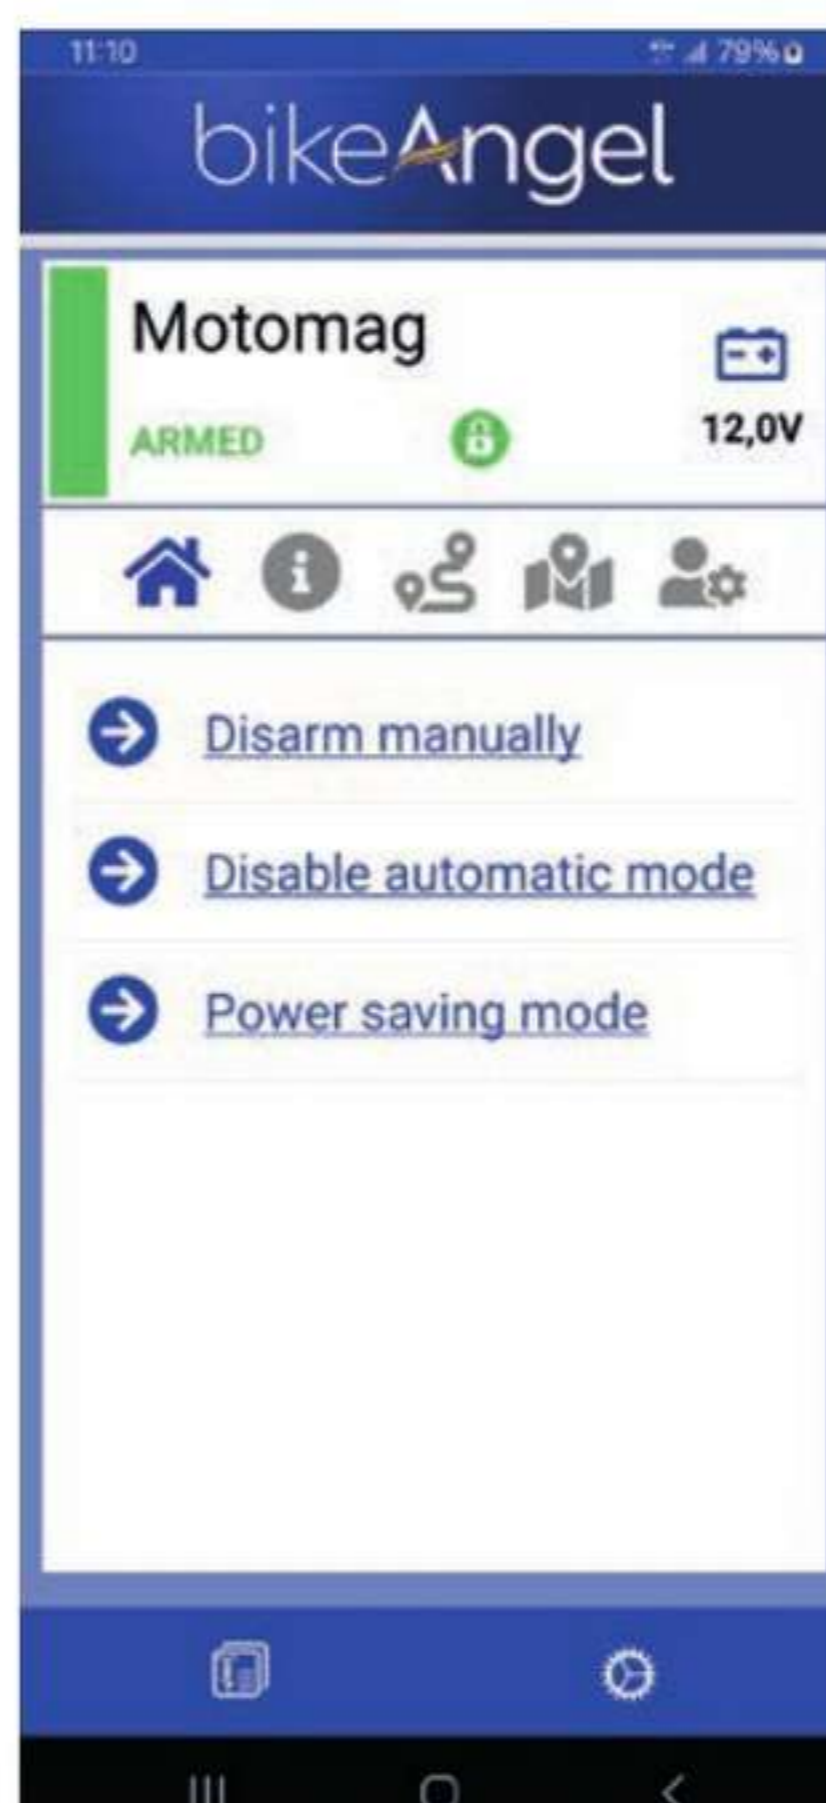 11:10
79%
bikeAngel
Motomag
ARMED
12,0V
Disarm manually
Disable automatic mode
Power saving mode